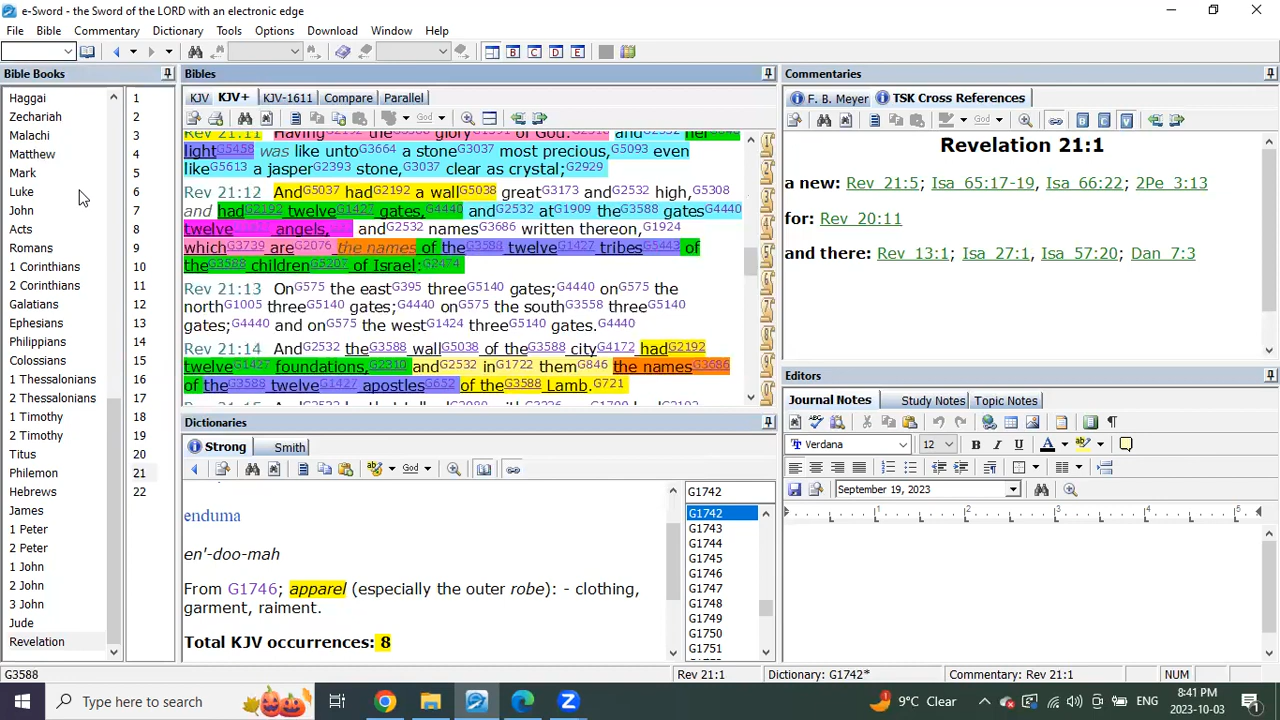 e-Sword - the Sword of the LORD with an electronic edge
File Bible Commentary Dictionary Tools Options Download Window Help
B C D E
Bible Books
Haggai 1
Zechariah 2
Malachi 3
Matthew 4
Mark 5
Luke 6
John 7
Acts 8
Romans 9
1 Corinthians 10
2 Corinthians 11
Galatians 12
Ephesians 13
Philippians 14
Colossians 15
1 Thessalonians 16
2 Thessalonians 17
1 Timothy 18
2 Timothy 19
Titus 20
Philemon 21
Hebrews 22
James
1 Peter
2 Peter
1 John
2 John
3 John
Jude
Revelation
Bibles
KJV KJV+ KJV-1611 Compare Parallel
God
Rev 21:11 Having the glory of God: and her
light G5458 was like unto G3664 a stone G3037 most precious, G5093 even
like G5613 a jasper G2393 stone, G3037 clear as crystal; G2929
Rev 21:12 And G5037 had G2192 a wall G5038 great G3173 and G2532 high, G5308
and had G2192 twelve G1427 gates, G4440 and G2532 at G1909 the G3588 gates G4440
twelve angels, and G2532 names G3686 written thereon, G1924
which G3739 are G2076 the names of the G3588 twelve G1427 tribes G5443 of
the G3588 children G5207 of Israel: G2474
Rev 21:13 On G575 the east G395 three G5140 gates; G4440 on G575 the
north G1005 three G5140 gates; G4440 on G575 the south G3558 three G5140
gates; G4440 and on G575 the west G1424 three G5140 gates. G4440
Rev 21:14 And G2532 the G3588 wall G5038 of the G3588 city G4172 had G2192
twelve G1427 foundations, G2310 and G2532 in G1722 them G846 the names G3686
of the G3588 twelve G1427 apostles G652 of the G3588 Lamb. G721
Dictionaries
Strong Smith
God
enduma
en'-doo-mah
From G1746; apparel (especially the outer robe): - clothing,
garment, raiment.
Total KJV occurrences: 8
G1742
G1742
G1743
G1744
G1745
G1746
G1747
G1748
G1749
G1750
G1751
Commentaries
F. B. Meyer TSK Cross References
God B C V
Revelation 21:1
a new: Rev 21:5; Isa 65:17-19, Isa 66:22; 2Pe 3:13
for: Rev 20:11
and there: Rev 13:1; Isa 27:1, Isa 57:20; Dan 7:3
Editors
Journal Notes Study Notes Topic Notes
Verdana 12 B I U A
September 19, 2023
1 2 3 4 5
G3588 Rev 21:1 Dictionary: G1742* Commentary: Rev 21:1 NUM
Type here to search 9°C Clear ENG 8:41 PM
2023-10-03 1